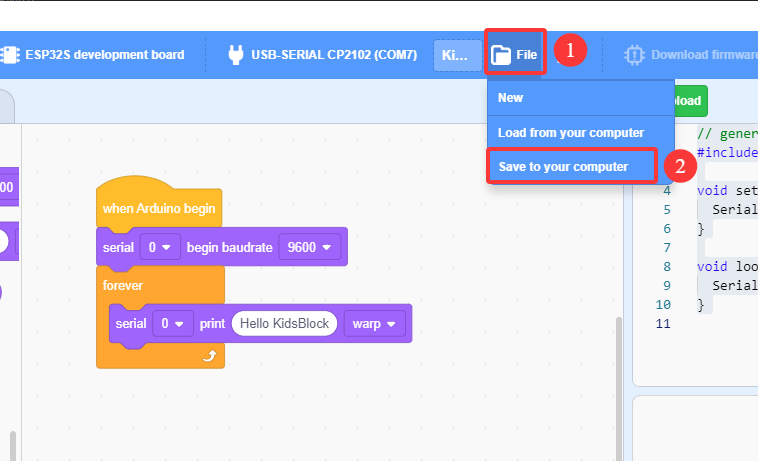 ESP32S development board
USB-SERIAL CP2102 (COM7)
Ki...
File
1
Download firmware
New
Load from your computer
Save to your computer
2
load
00
when Arduino begin
serial 0 begin baudrate 9600
forever
serial 0 print Hello KidsBlock warp
// gener
#include
4 void set
5 Serial
6 }
7
8 void loo
9 Serial
10 }
11